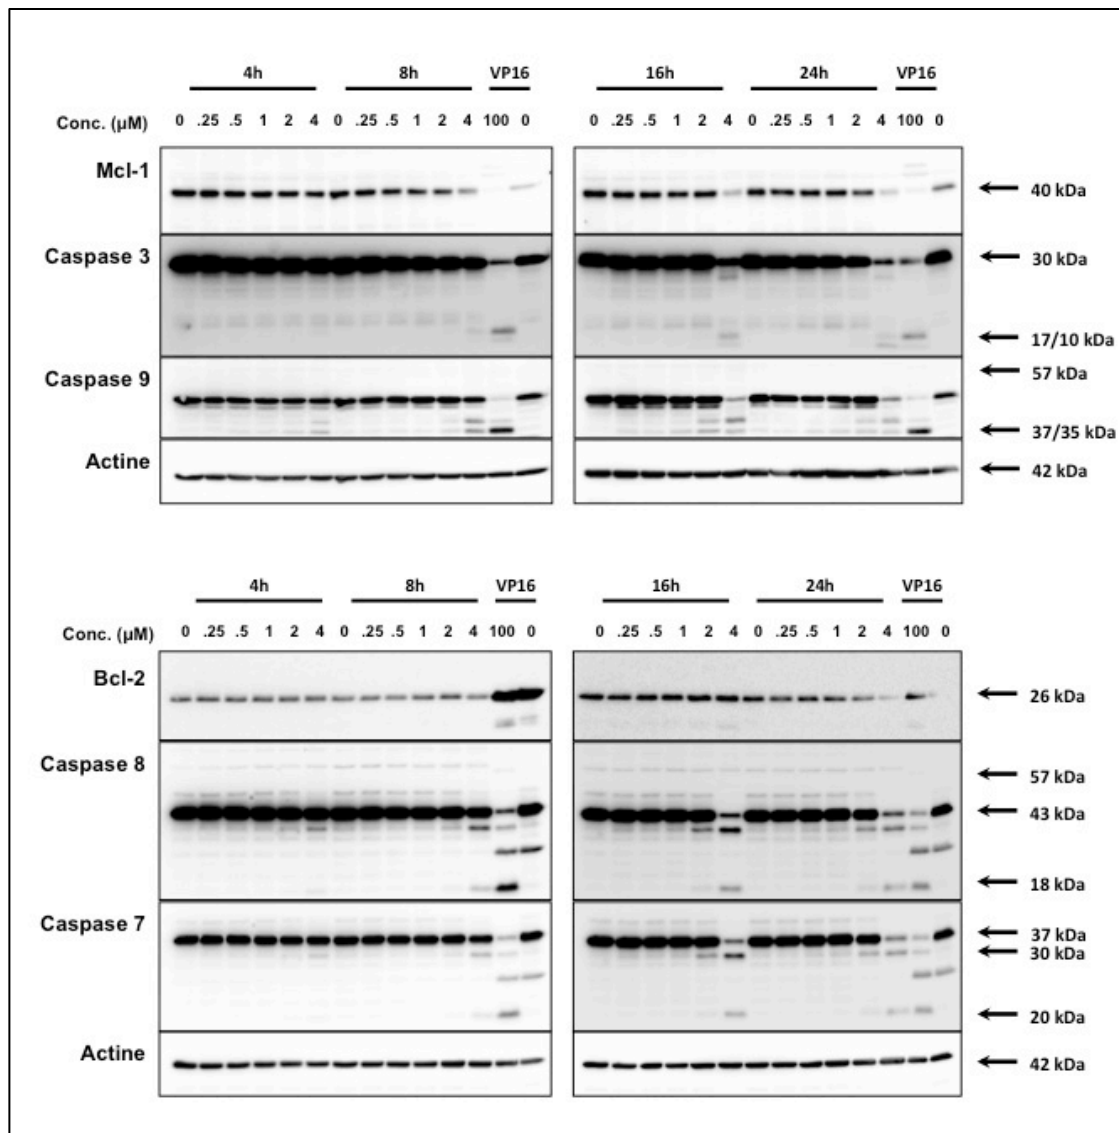 4h 8h VP16 16h 24h VP16
Conc. (µM) 0 .25 .5 1 2 4 0 .25 .5 1 2 4 100 0 0 .25 .5 1 2 4 0 .25 .5 1 2 4 100 0
Mcl-1 40 kDa
Caspase 3 30 kDa
17/10 kDa
Caspase 9 57 kDa
37/35 kDa
Actine 42 kDa
4h 8h VP16 16h 24h VP16
Conc. (µM) 0 .25 .5 1 2 4 0 .25 .5 1 2 4 100 0 0 .25 .5 1 2 4 0 .25 .5 1 2 4 100 0
Bcl-2 26 kDa
Caspase 8 57 kDa
43 kDa
18 kDa
Caspase 7 37 kDa
30 kDa
20 kDa
Actine 42 kDa